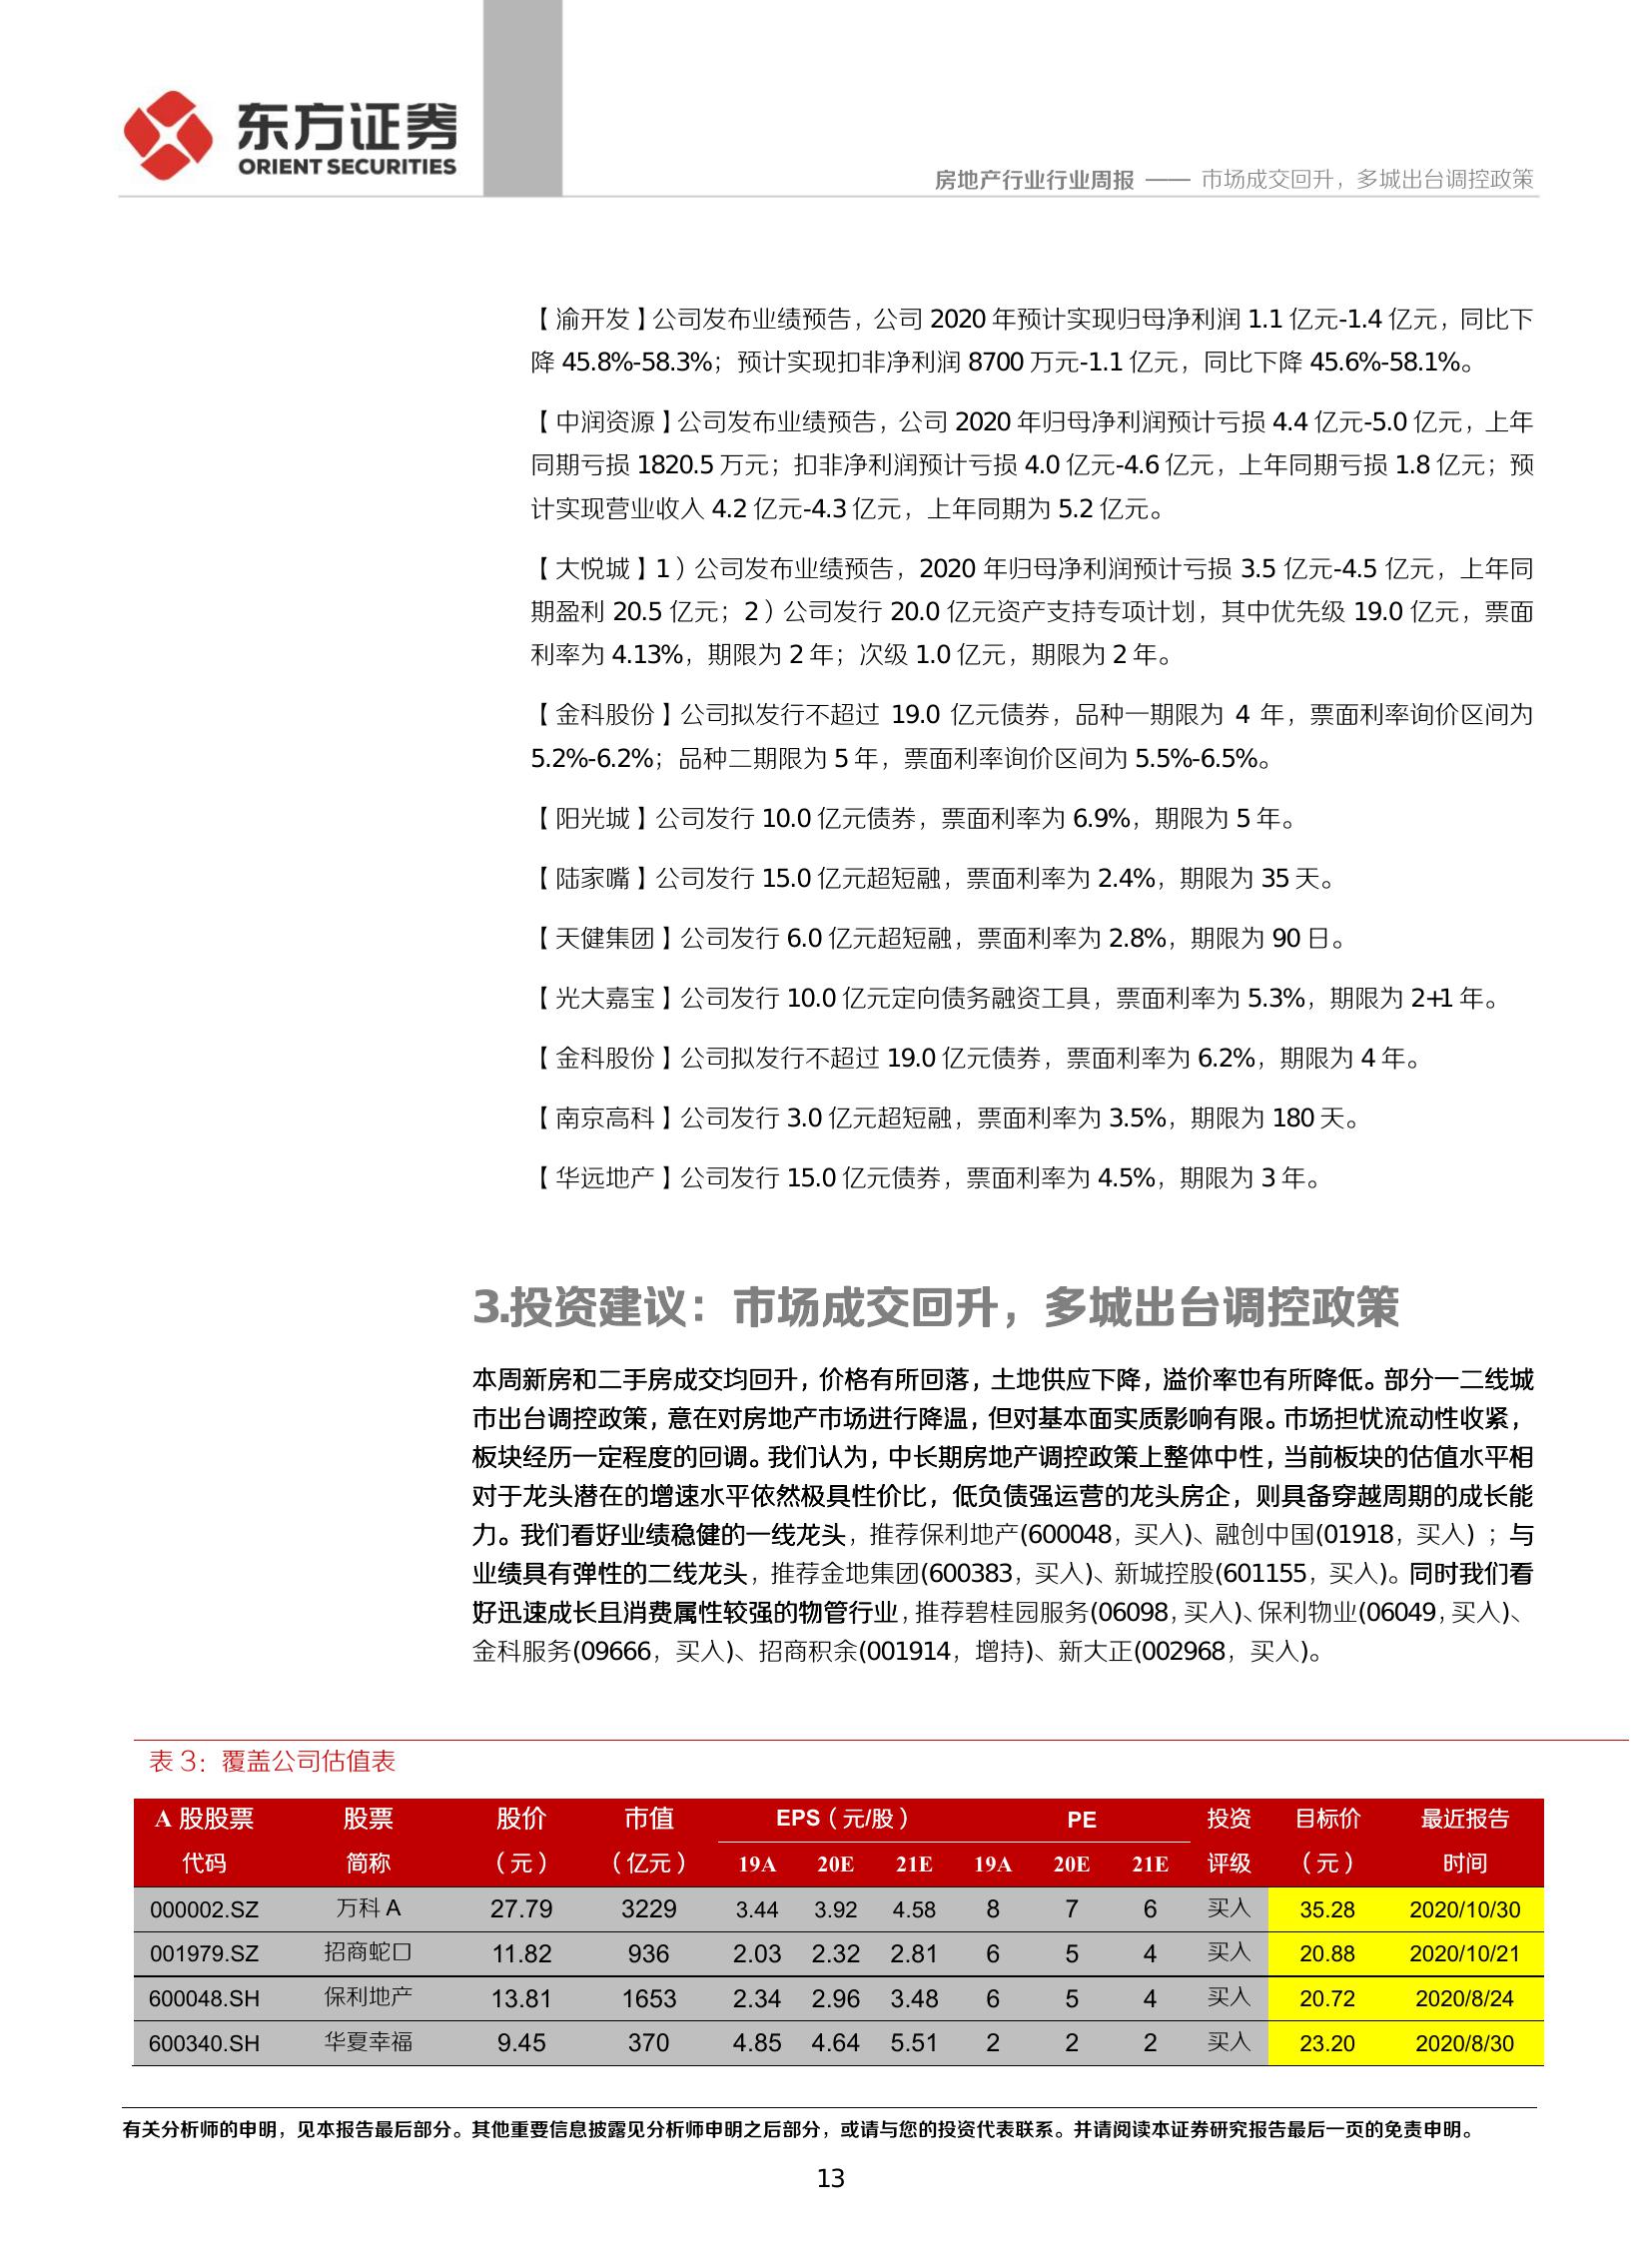 东方证券
ORIENT SECURITIES
房地产行业行业周报 —— 市场成交回升，多城出台调控政策
【渝开发】公司发布业绩预告，公司 2020 年预计实现归母净利润 1.1 亿元-1.4 亿元，同比下
降 45.8%-58.3%；预计实现扣非净利润 8700 万元-1.1 亿元，同比下降 45.6%-58.1%。
【中润资源】公司发布业绩预告，公司 2020 年归母净利润预计亏损 4.4 亿元-5.0 亿元，上年
同期亏损 1820.5 万元；扣非净利润预计亏损 4.0 亿元-4.6 亿元，上年同期亏损 1.8 亿元；预
计实现营业收入 4.2 亿元-4.3 亿元，上年同期为 5.2 亿元。
【大悦城】1）公司发布业绩预告，2020 年归母净利润预计亏损 3.5 亿元-4.5 亿元，上年同
期盈利 20.5 亿元；2）公司发行 20.0 亿元资产支持专项计划，其中优先级 19.0 亿元，票面
利率为 4.13%，期限为 2 年；次级 1.0 亿元，期限为 2 年。
【金科股份】公司拟发行不超过 19.0 亿元债券，品种一期限为 4 年，票面利率询价区间为
5.2%-6.2%；品种二期限为 5 年，票面利率询价区间为 5.5%-6.5%。
【阳光城】公司发行 10.0 亿元债券，票面利率为 6.9%，期限为 5 年。
【陆家嘴】公司发行 15.0 亿元超短融，票面利率为 2.4%，期限为 35 天。
【天健集团】公司发行 6.0 亿元超短融，票面利率为 2.8%，期限为 90 日。
【光大嘉宝】公司发行 10.0 亿元定向债务融资工具，票面利率为 5.3%，期限为 2+1 年。
【金科股份】公司拟发行不超过 19.0 亿元债券，票面利率为 6.2%，期限为 4 年。
【南京高科】公司发行 3.0 亿元超短融，票面利率为 3.5%，期限为 180 天。
【华远地产】公司发行 15.0 亿元债券，票面利率为 4.5%，期限为 3 年。
3.投资建议：市场成交回升，多城出台调控政策
本周新房和二手房成交均回升，价格有所回落，土地供应下降，溢价率也有所降低。部分一二线城
市出台调控政策，意在对房地产市场进行降温，但对基本面实质影响有限。市场担忧流动性收紧，
板块经历一定程度的回调。我们认为，中长期房地产调控政策上整体中性，当前板块的估值水平相
对于龙头潜在的增速水平依然极具性价比，低负债强运营的龙头房企，则具备穿越周期的成长能
力。我们看好业绩稳健的一线龙头，推荐保利地产(600048，买入)、融创中国(01918，买入)；与
业绩具有弹性的二线龙头，推荐金地集团(600383，买入)、新城控股(601155，买入)。同时我们看
好迅速成长且消费属性较强的物管行业，推荐碧桂园服务(06098，买入)、保利物业(06049，买入)、
金科服务(09666，买入)、招商积余(001914，增持)、新大正(002968，买入)。
表 3：覆盖公司估值表
A 股股票 股票 股价 市值 EPS（元/股） PE 投资 目标价 最近报告
代码 简称 （元） （亿元） 19A 20E 21E 19A 20E 21E 评级 （元） 时间
000002.SZ 万科 A 27.79 3229 3.44 3.92 4.58 8 7 6 买入 35.28 2020/10/30
001979.SZ 招商蛇口 11.82 936 2.03 2.32 2.81 6 5 4 买入 20.88 2020/10/21
600048.SH 保利地产 13.81 1653 2.34 2.96 3.48 6 5 4 买入 20.72 2020/8/24
600340.SH 华夏幸福 9.45 370 4.85 4.64 5.51 2 2 2 买入 23.20 2020/8/30
有关分析师的申明，见本报告最后部分。其他重要信息披露见分析师申明之后部分，或请与您的投资代表联系。并请阅读本证券研究报告最后一页的免责申明。
13